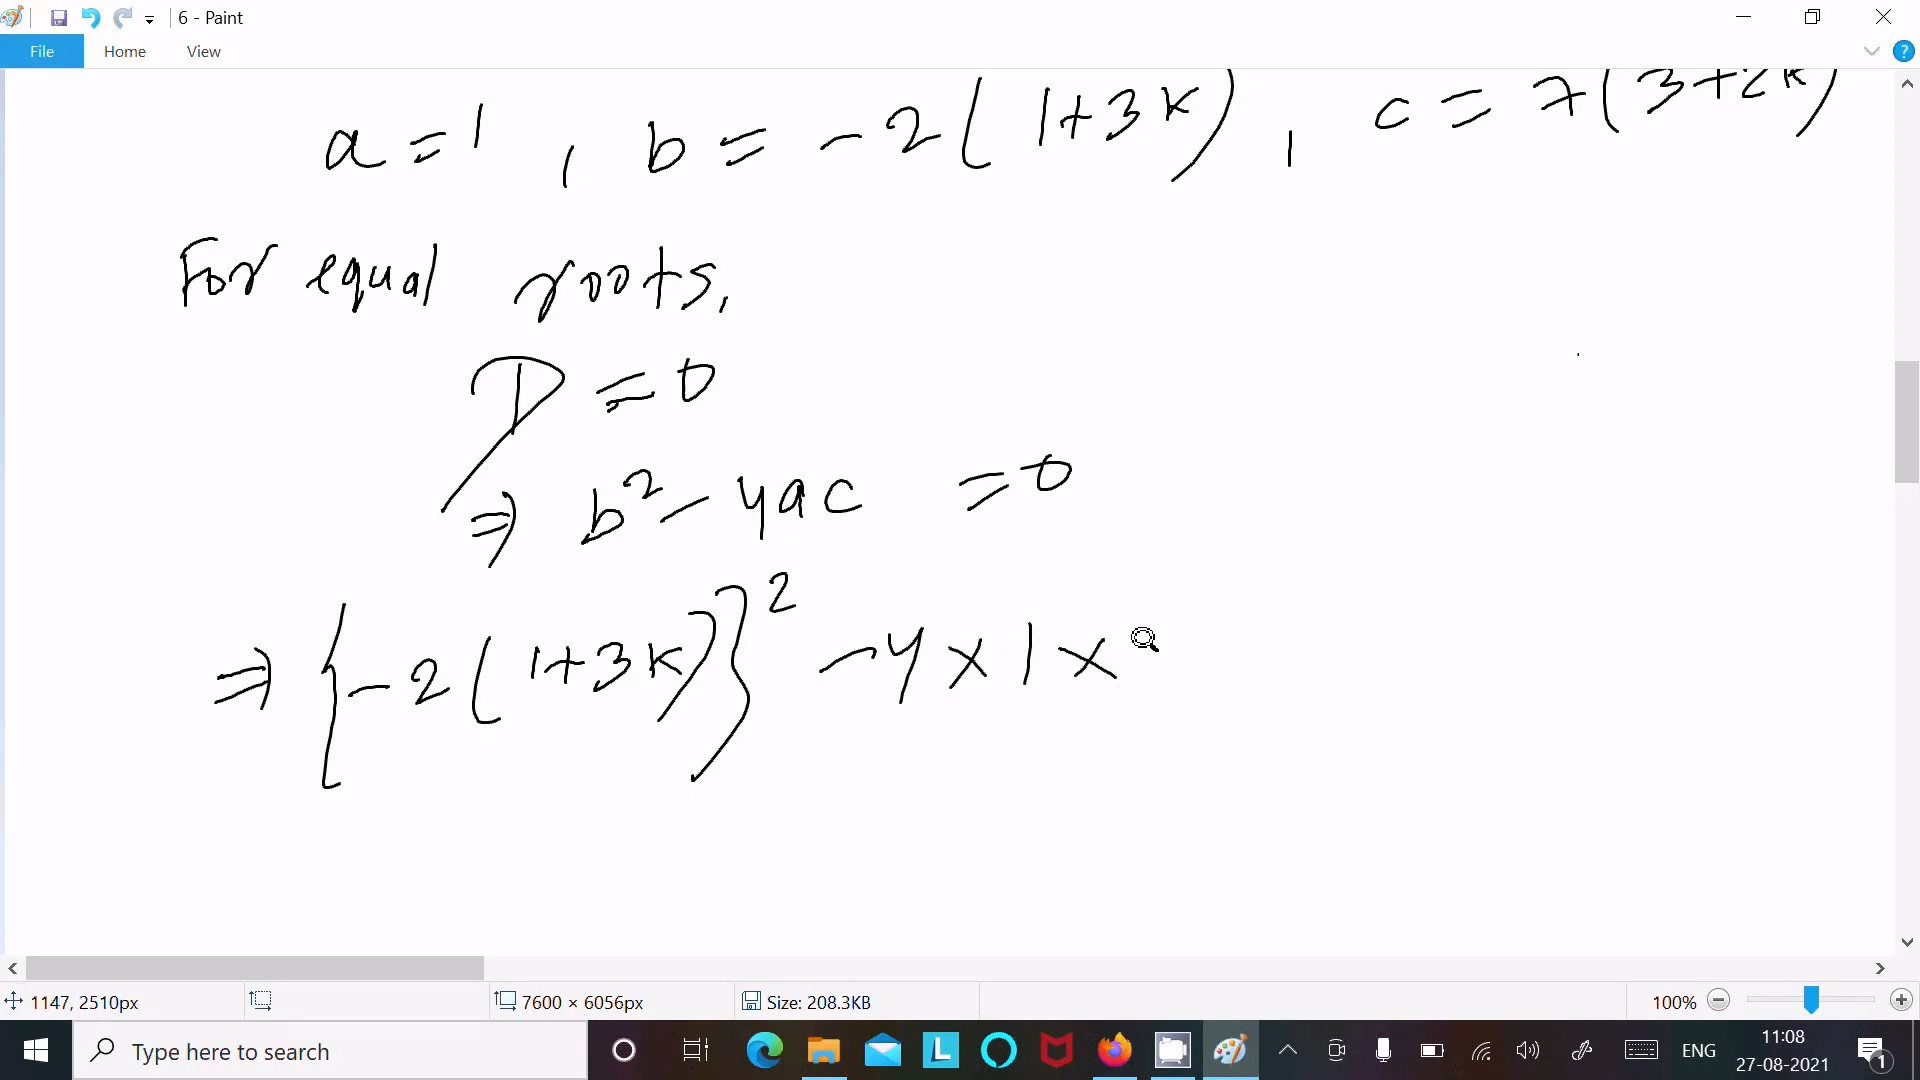 6 - Paint
File Home View
a = 1 , b = -2(1+3k) , c = 7(3+2k)
For equal roots,
D = 0
⇒ b² - 4ac = 0
⇒ {-2(1+3k)}² - 4 × 1 ×
1147, 2510px 7600 × 6056px Size: 208.3KB 100%
Type here to search
ENG
11:08
27-08-2021
1